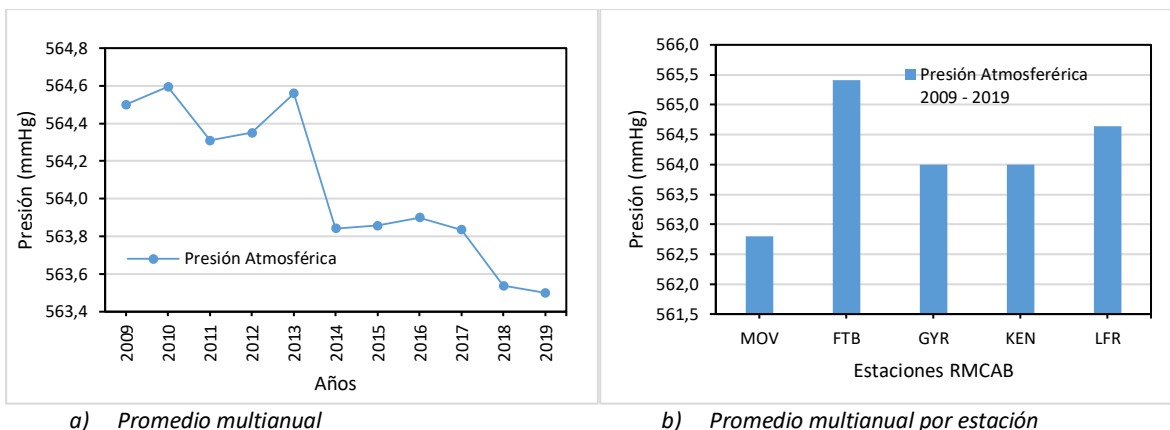 564,8
564,6
564,4
564,2
564,0
563,8
563,6
563,4
Presión (mmHg)
Presión Atmosférica
2009
2010
2011
2012
2013
2014
2015
2016
2017
2018
2019
Años
a) Promedio multianual
566,0
565,5
565,0
564,5
564,0
563,5
563,0
562,5
562,0
561,5
Presión (mmHg)
Presión Atmosferérica
2009 - 2019
MOV FTB GYR KEN LFR
Estaciones RMCAB
b) Promedio multianual por estación